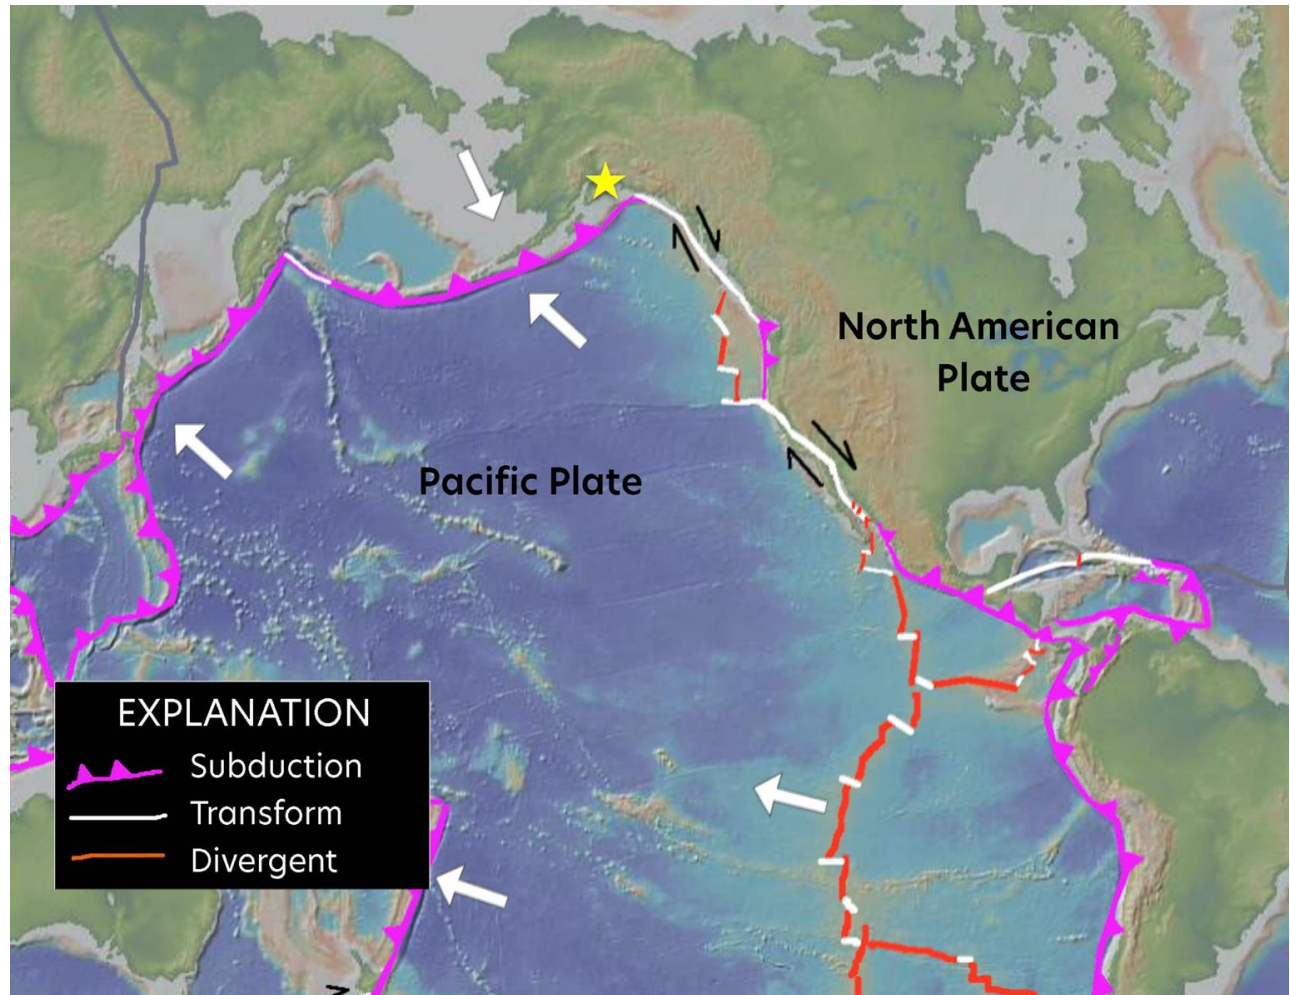 North American
Plate
Pacific Plate
EXPLANATION
Subduction
Transform
Divergent